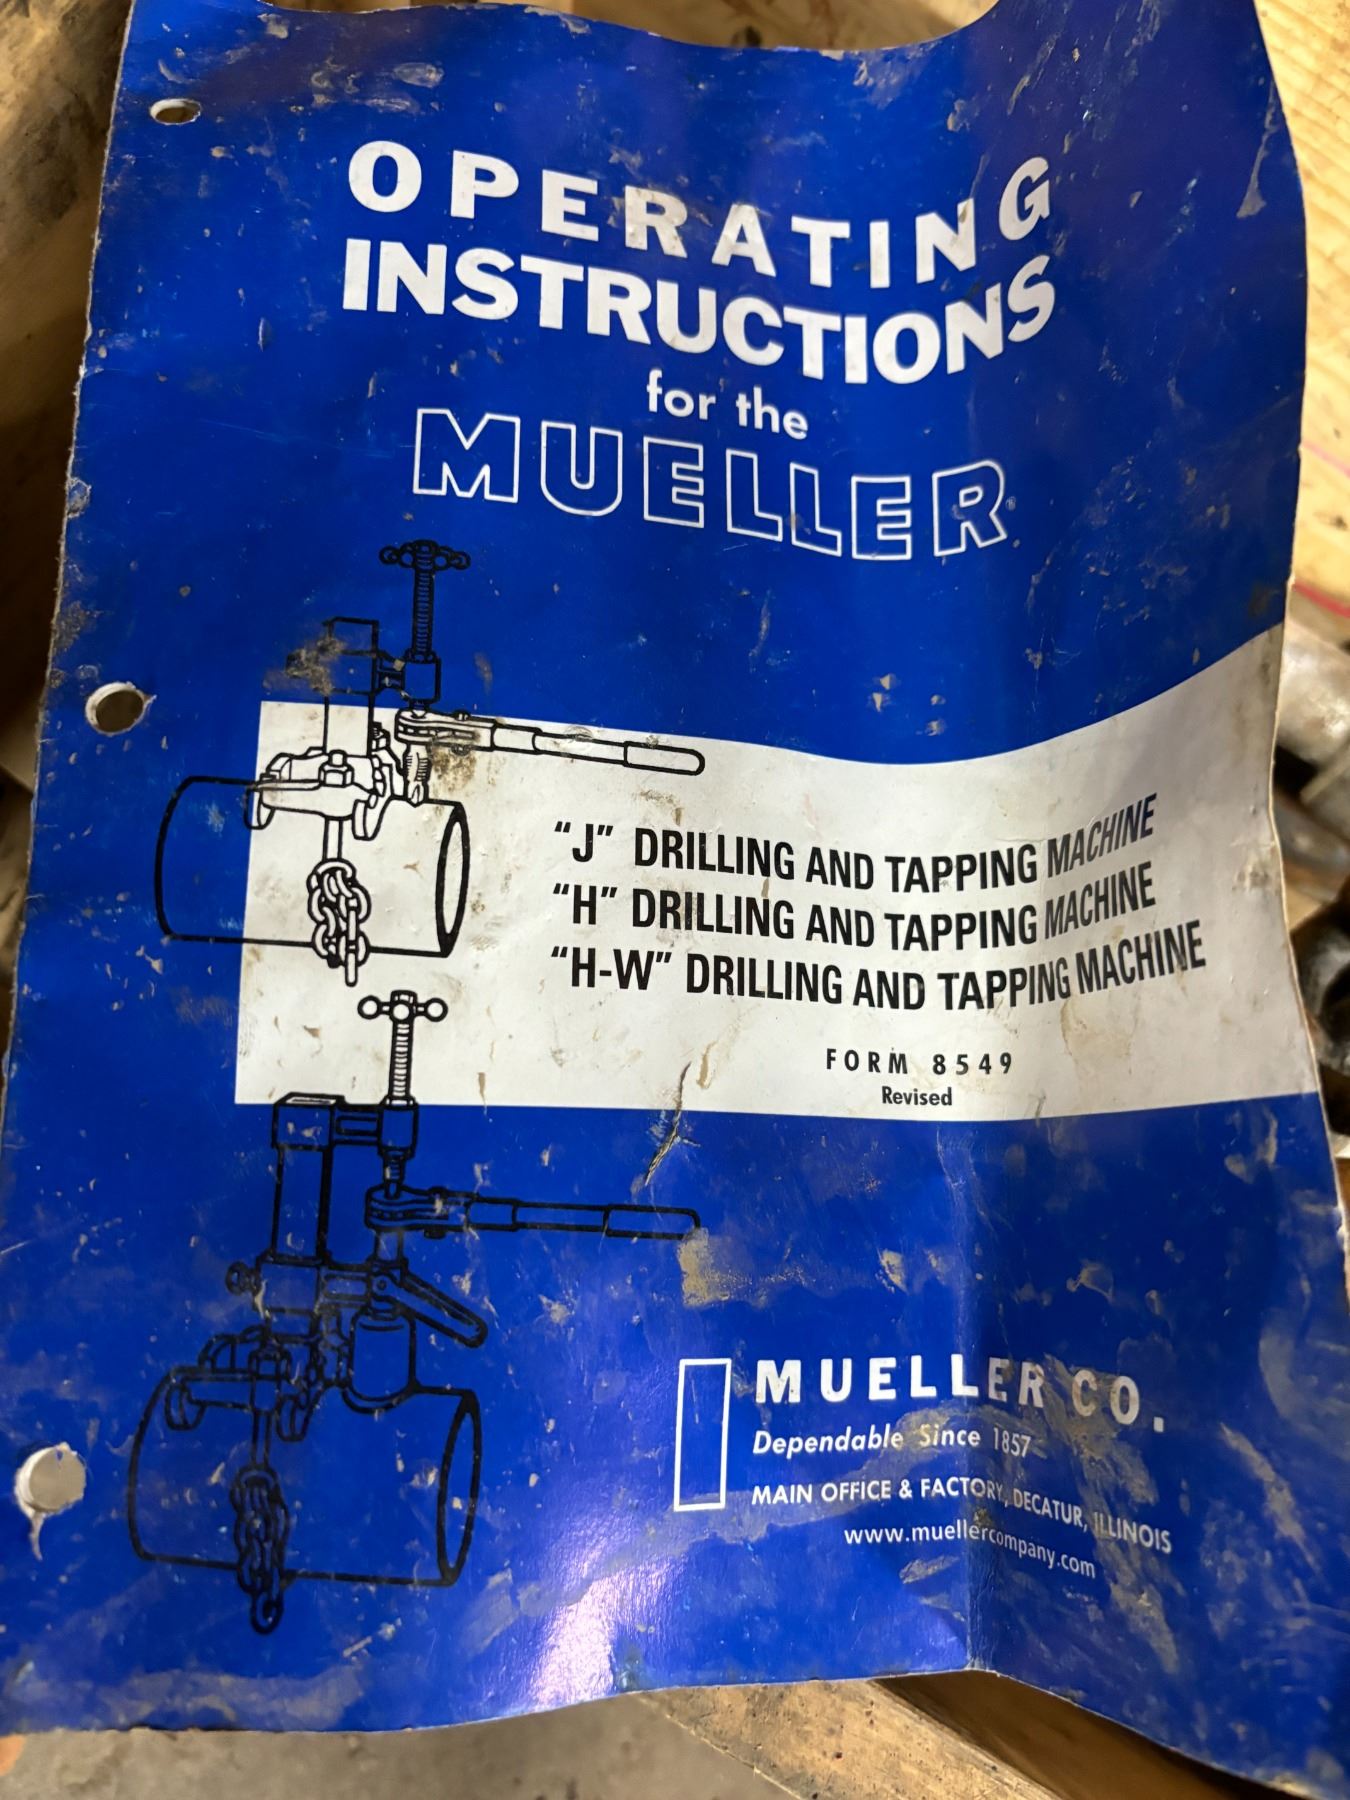 OPERATING
INSTRUCTIONS
for the
MUELLER®
“J” DRILLING AND TAPPING MACHINE
“H” DRILLING AND TAPPING MACHINE
“H-W” DRILLING AND TAPPING MACHINE
FORM 8549
Revised
MUELLER CO.
Dependable Since 1857
MAIN OFFICE & FACTORY, DECATUR, ILLINOIS
www.muellercompany.com